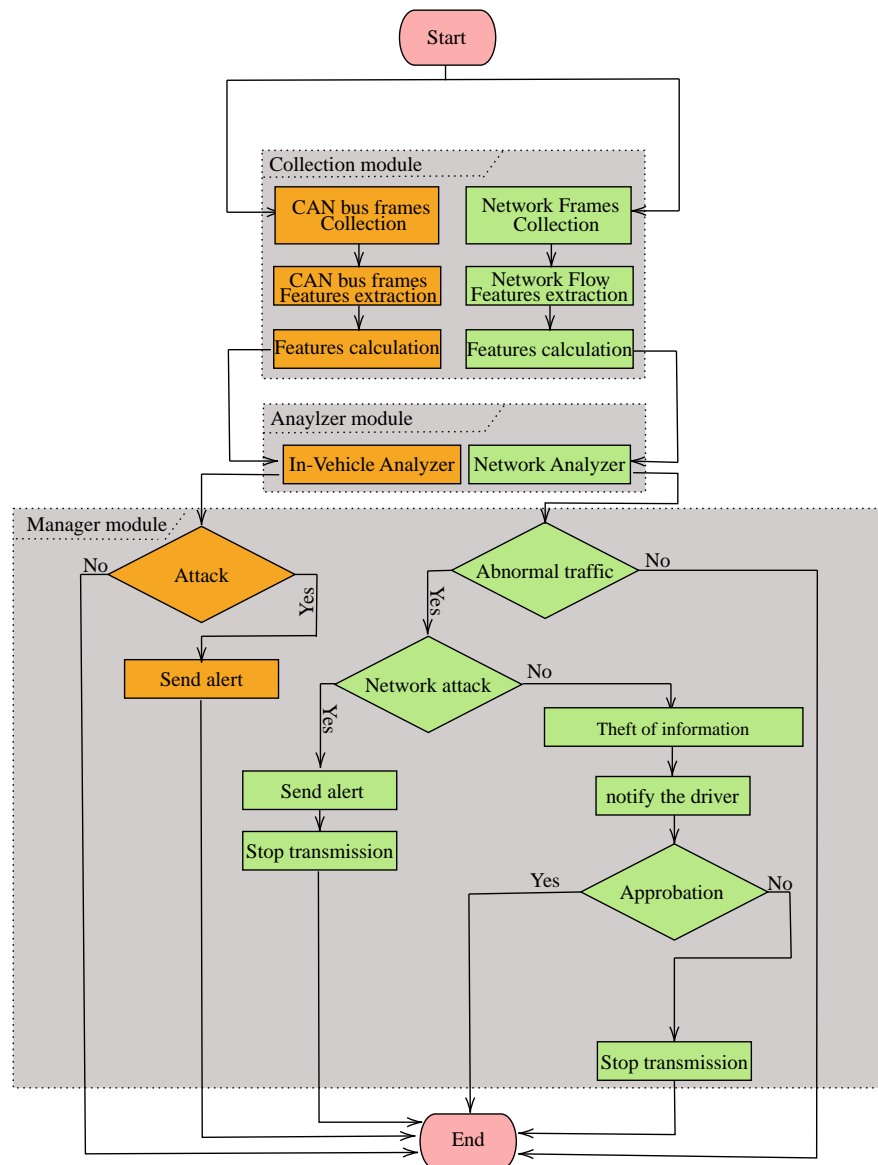 Start
Collection module
CAN bus frames
Collection
Network Frames
Collection
CAN bus frames
Features extraction
Network Flow
Features extraction
Features calculation
Features calculation
Anaylzer module
In-Vehicle Analyzer
Network Analyzer
Manager module
No
Attack
Yes
Abnormal traffic
No
Yes
Send alert
Network attack
No
Yes
Theft of information
Send alert
notify the driver
Stop transmission
Yes
Approbation
No
Stop transmission
End